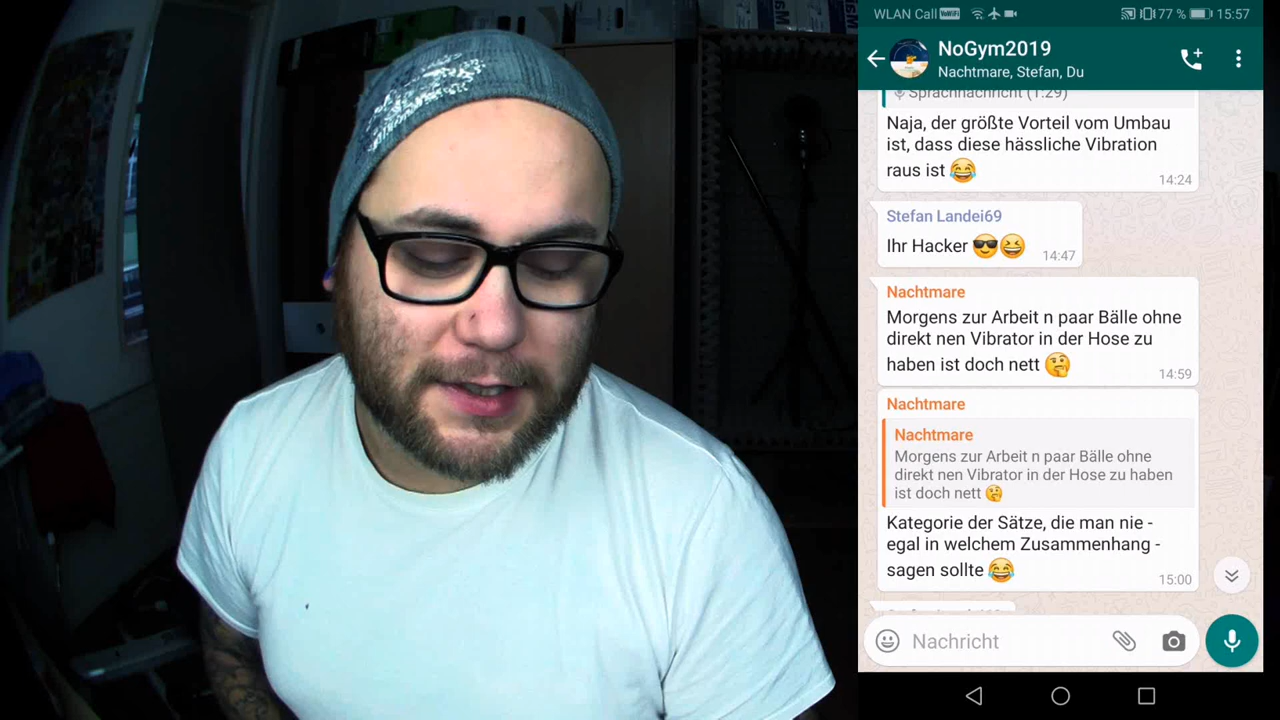 WLAN Call VoWiFi 77 % 15:57
NoGym2019
Nachtmare, Stefan, Du
Sprachnachricht (1:29)
Naja, der größte Vorteil vom Umbau
ist, dass diese hässliche Vibration
raus ist 😂
14:24
Stefan Landei69
Ihr Hacker 😎😆
14:47
Nachtmare
Morgens zur Arbeit n paar Bälle ohne
direkt nen Vibrator in der Hose zu
haben ist doch nett 🤔
14:59
Nachtmare
Nachtmare
Morgens zur Arbeit n paar Bälle ohne
direkt nen Vibrator in der Hose zu haben
ist doch nett 🤔
Kategorie der Sätze, die man nie -
egal in welchem Zusammenhang -
sagen sollte 😂
15:00
Nachricht